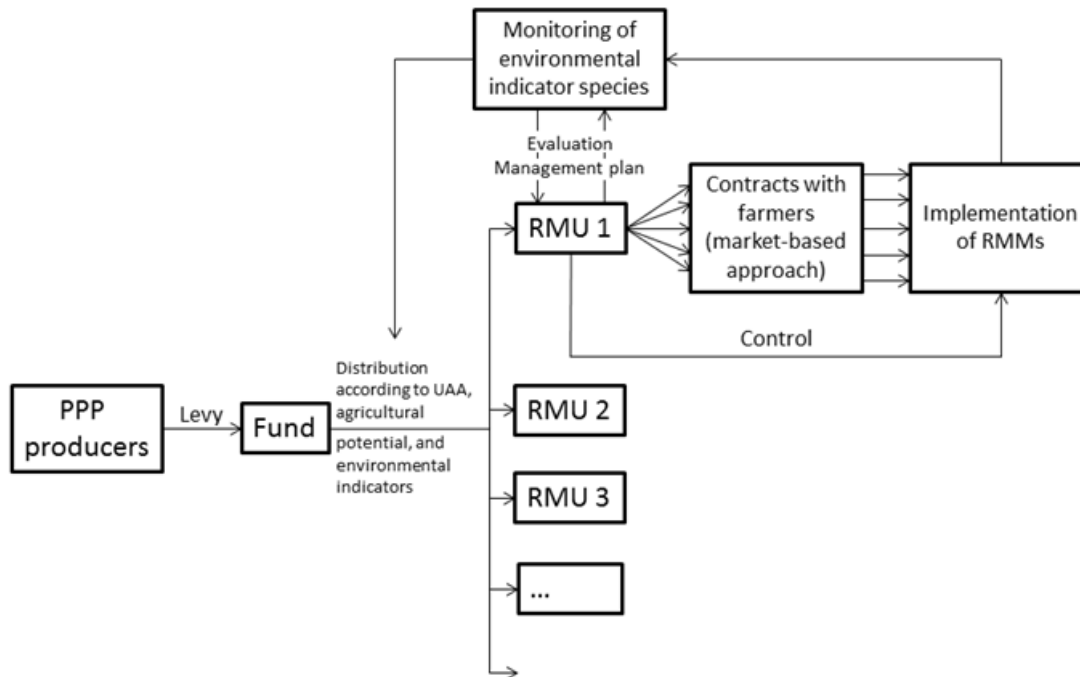 Monitoring of
environmental
indicator species
Evaluation
Management plan
RMU 1
Contracts with
farmers
(market-based
approach)
Implementation
of RMMs
Control
PPP
producers
Levy
Fund
Distribution
according to UAA,
agricultural
potential, and
environmental
indicators
RMU 2
RMU 3
...